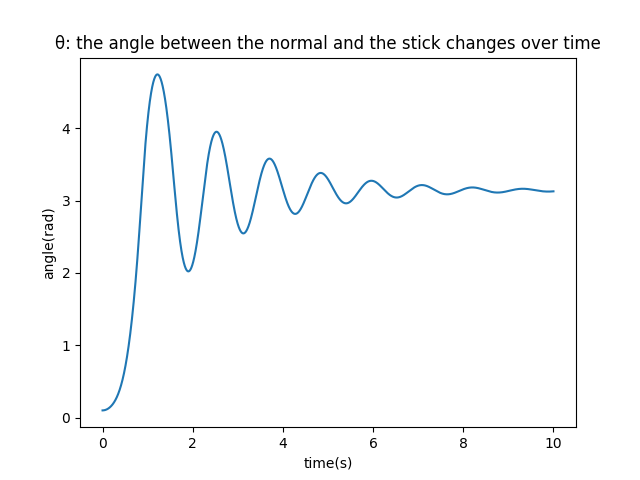 θ: the angle between the normal and the stick changes over time
angle(rad)
4
3
2
1
0
0 2 4 6 8 10
time(s)